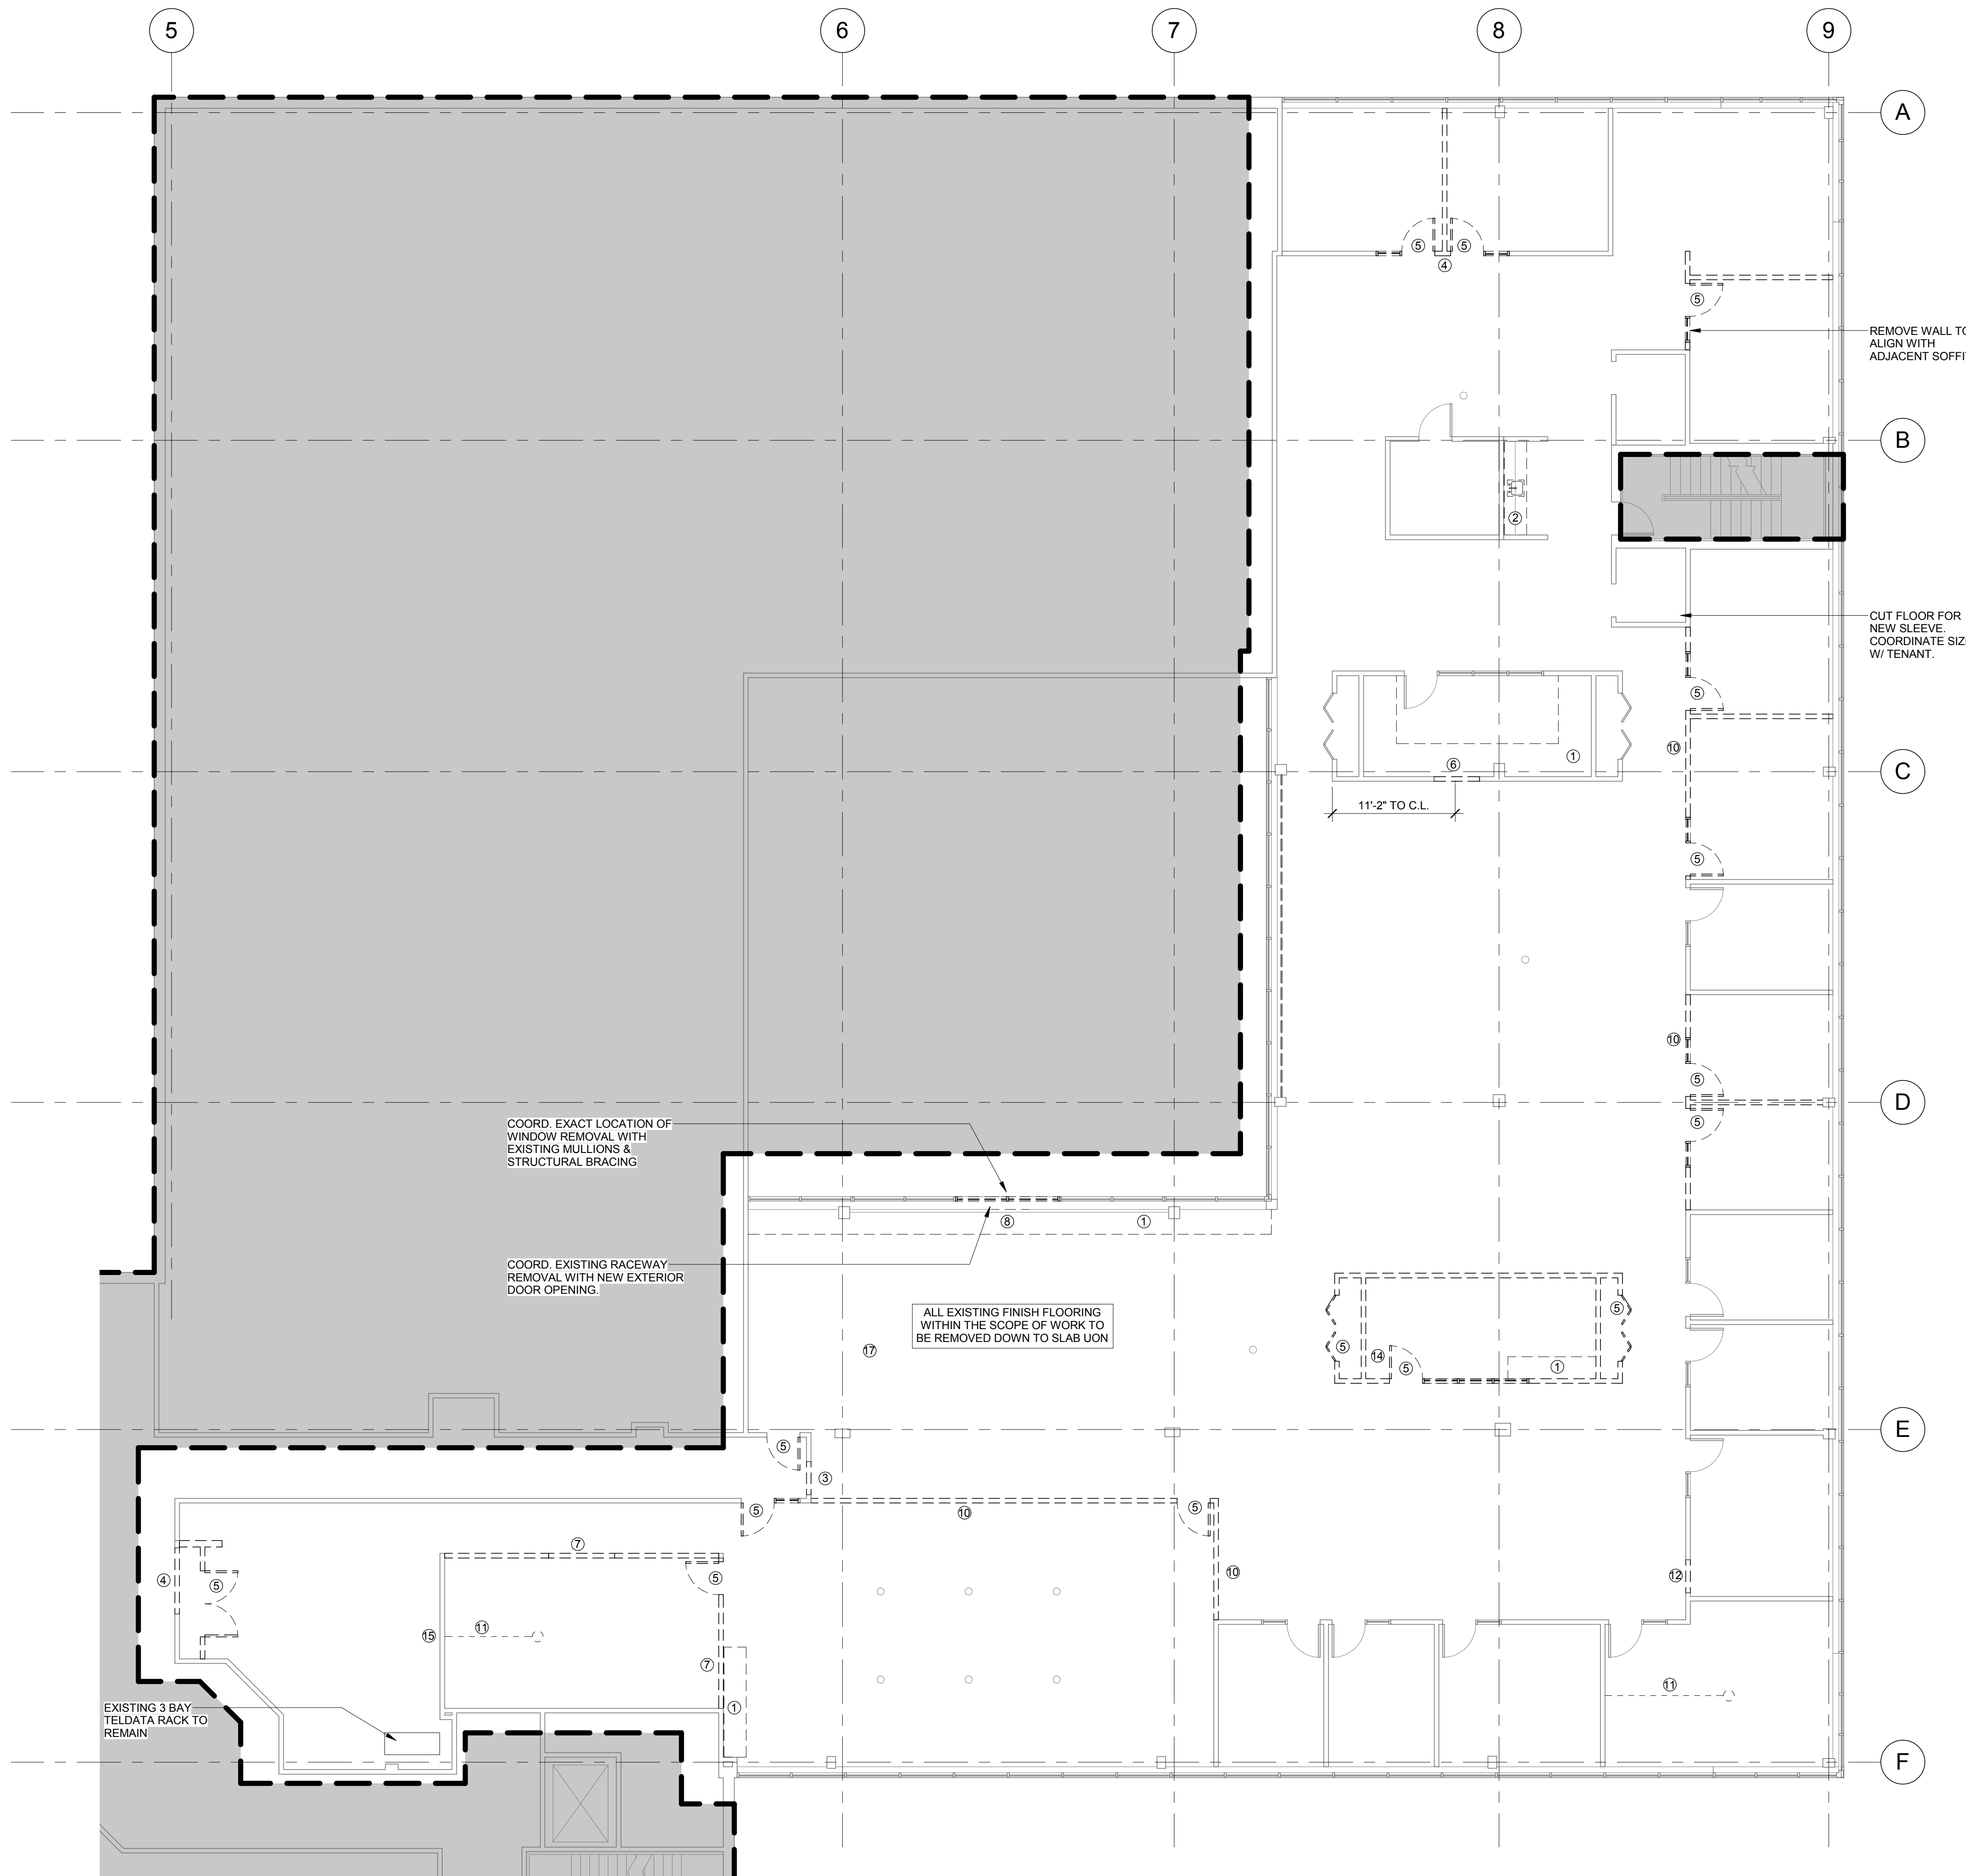 5
6
7
8
9
A
5
5
4
5
REMOVE WALL TO
ALIGN WITH
B
2
CUT FLOOR FOR
NEW SLEEVE.
COORDINATE
W/ TENANT.
5
10
1
6
C
11'-2" TO C.L.
5
10
5
D
5
COORD. EXACT LOCATION OF
WINDOW REMOVAL WITH
EXISTING MULLIONS &
STRUCTURAL BRACING
8
1
COORD. EXISTING RACEWAY
REMOVAL WITH NEW EXTERIOR
DOOR OPENING.
ALL EXISTING FINISH FLOORING
WITHIN THE SCOPE OF WORK TO
BE REMOVED DOWN TO SLAB UON
5
17
5
14
5
1
E
5
3
5
5
10
7
4
5
5
10
12
15
11
7
11
1
EXISTING 3 BAY
TELDATA RACK TO
REMAIN
F
ADJACENT